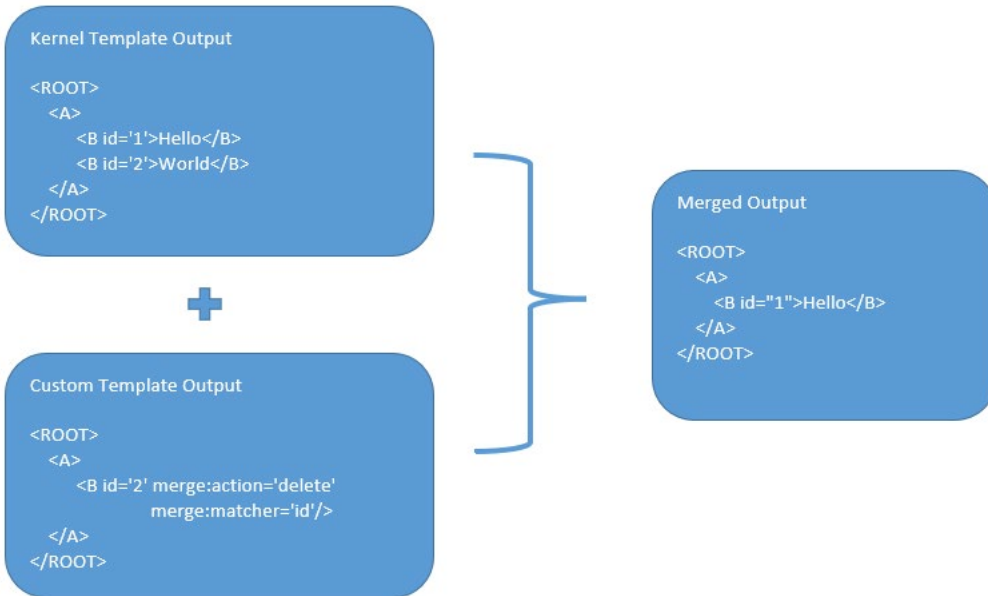 Kernel Template Output
<ROOT>
<A>
<B id='1'>Hello</B>
<B id='2'>World</B>
</A>
</ROOT>
Custom Template Output
<ROOT>
<A>
<B id='2' merge:action='delete'
merge:matcher='id'/>
</A>
</ROOT>
Merged Output
<ROOT>
<A>
<B id="1">Hello</B>
</A>
</ROOT>